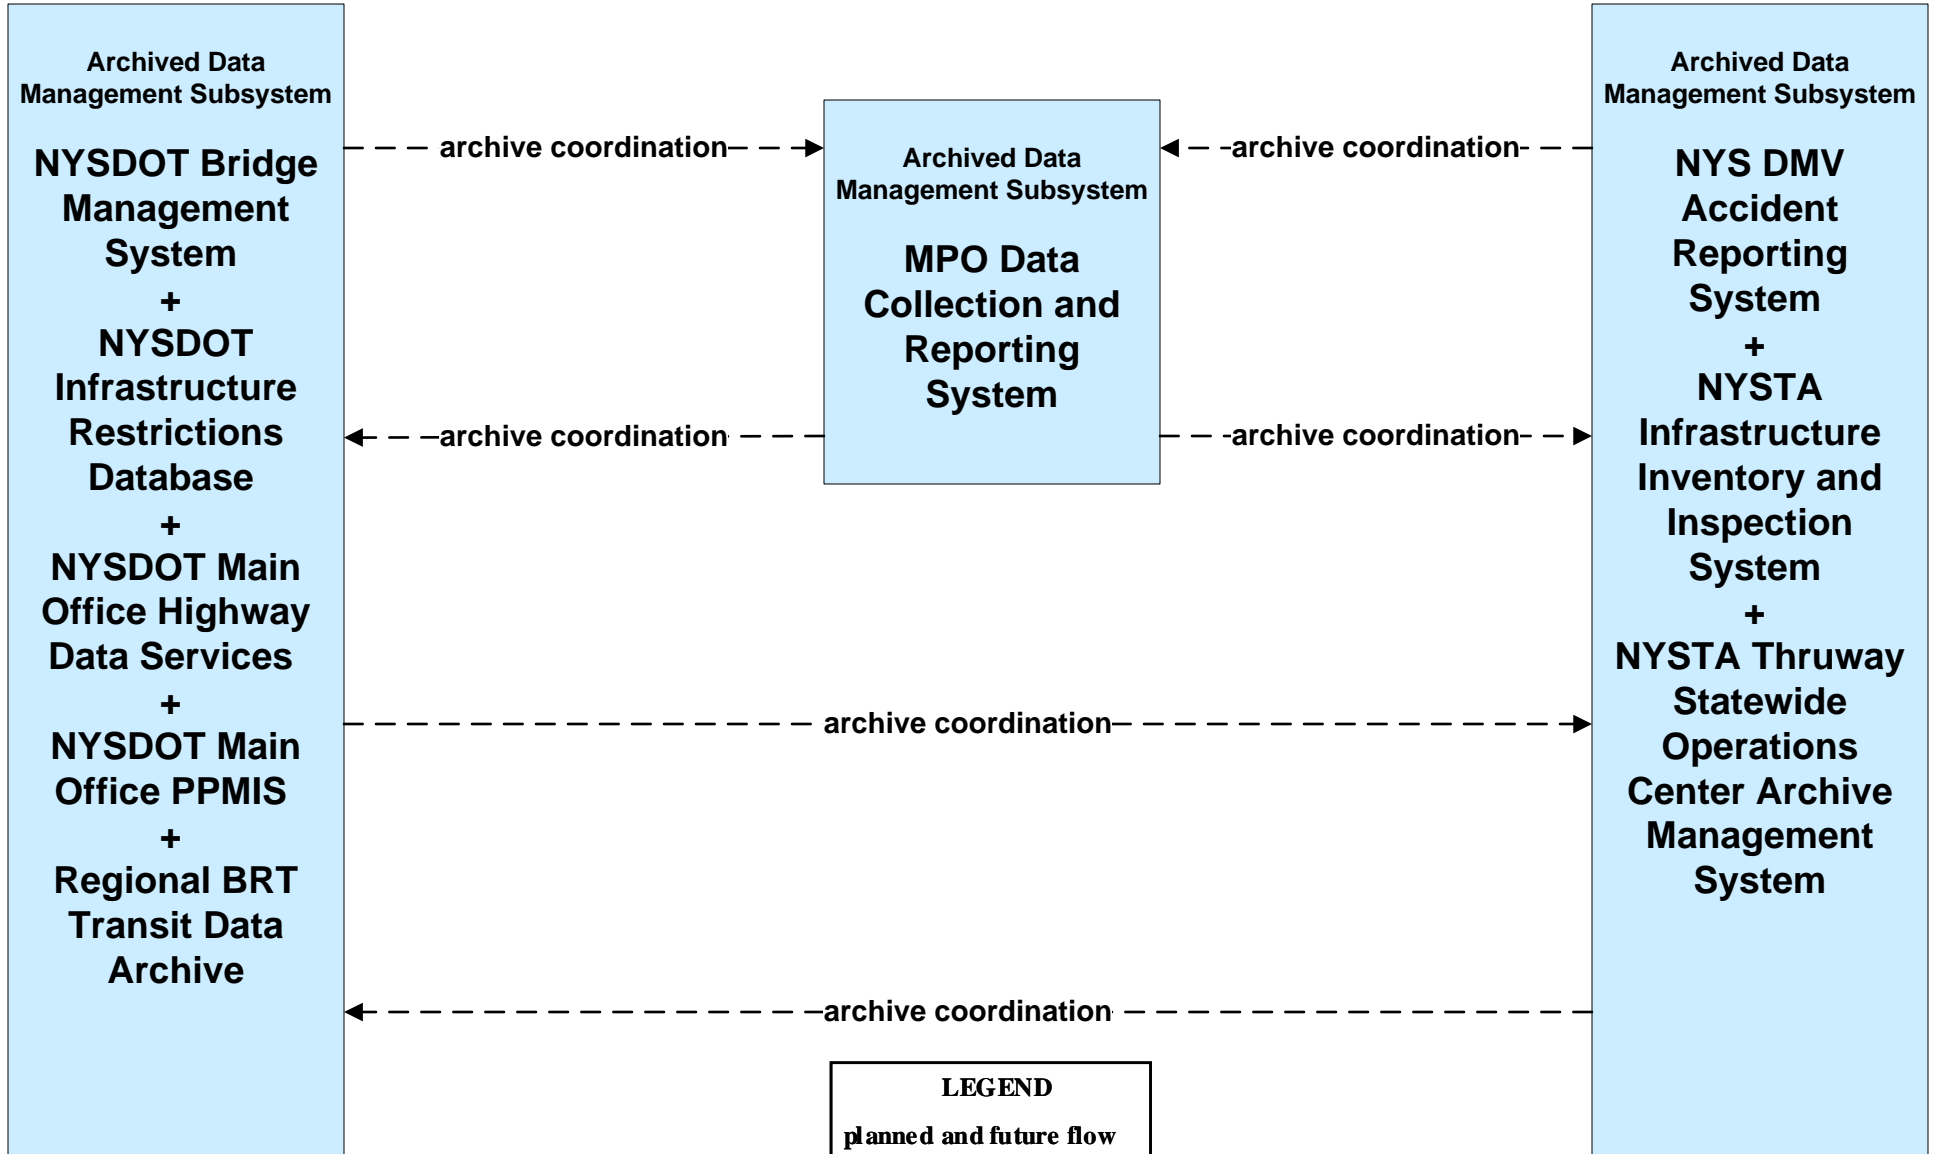 Archived Data
Management Subsystem
NYSDOT Bridge
Management
System
+
NYSDOT
Infrastructure
Restrictions
Database
+
NYSDOT Main
Office Highway
Data Services
+
NYSDOT Main
Office PPMIS
+
Regional BRT
Transit Data
Archive
archive coordination
archive coordination
Archived Data
Management Subsystem
MPO Data
Collection and
Reporting
System
archive coordination
archive coordination
archive coordination
archive coordination
LEGEND
planned and future flow
Archived Data
Management Subsystem
NYS DMV
Accident
Reporting
System
+
NYSTA
Infrastructure
Inventory and
Inspection
System
+
NYSTA Thruway
Statewide
Operations
Center Archive
Management
System